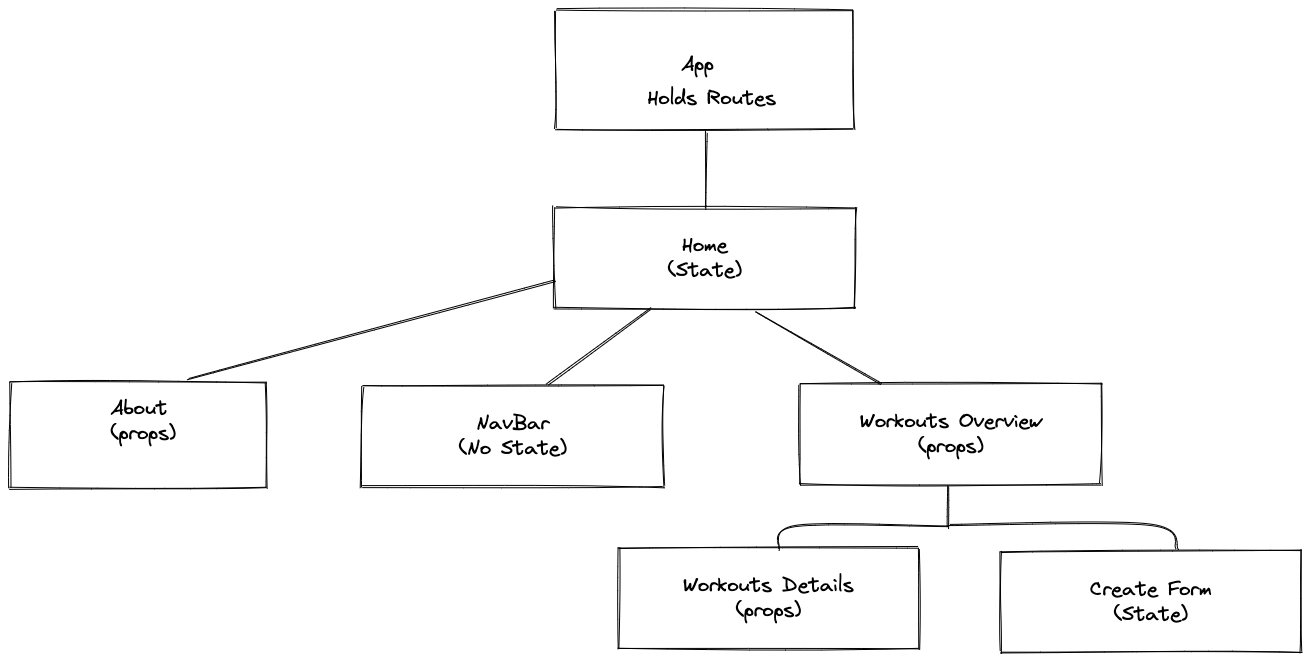 App
Holds Routes
Home
(State)
About
(props)
NavBar
(No State)
Workouts Overview
(props)
Workouts Details
(props)
Create Form
(State)